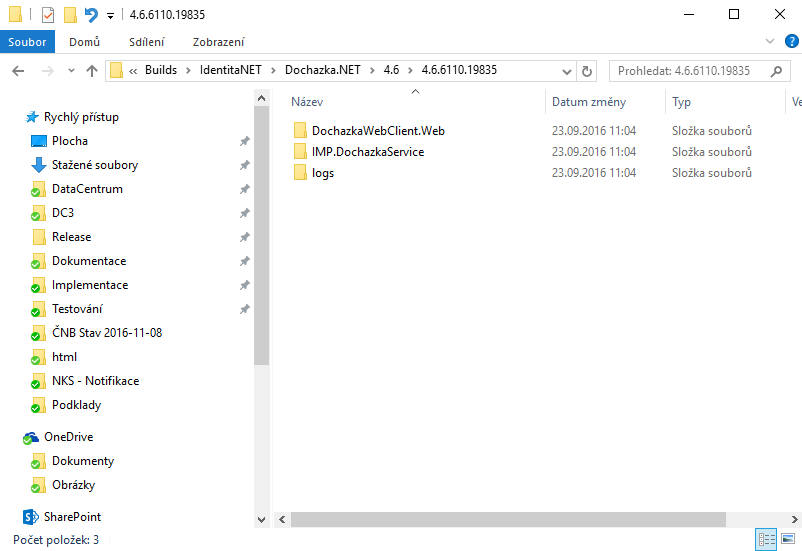 4.6.6110.19835
Soubor Domů Sdílení Zobrazení
« Builds > IdentitaNET > Dochazka.NET > 4.6 > 4.6.6110.19835 Prohledat: 4.6.6110.19835
Název Datum změny Typ Ve
DochazkaWebClient.Web 23.09.2016 11:04 Složka souborů
IMP.DochazkaService 23.09.2016 11:04 Složka souborů
logs 23.09.2016 11:04 Složka souborů
Rychlý přístup
Plocha
Stažené soubory
DataCentrum
DC3
Release
Dokumentace
Implementace
Testování
ČNB Stav 2016-11-08
html
NKS - Notifikace
Podklady
OneDrive
Dokumenty
Obrázky
SharePoint
Počet položek: 3